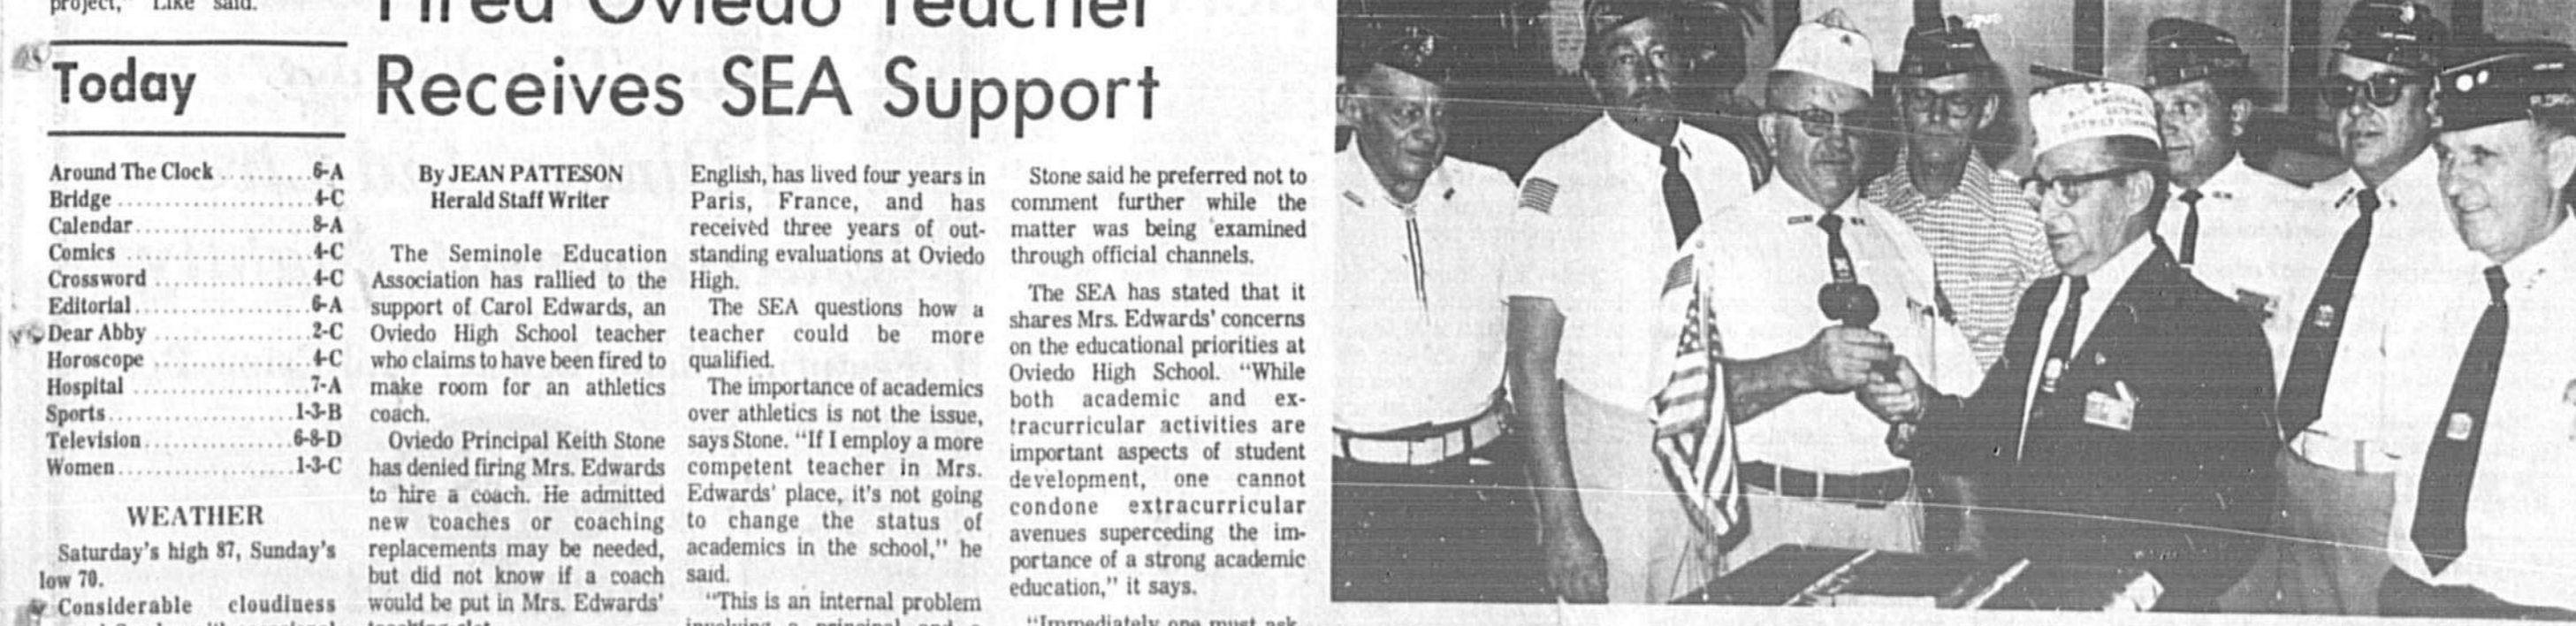 project," Like said.
Today
Around The Clock ..........6-A
Bridge ...................4-C
Calendar..................8-A
Comics ...................4-C
Crossword ................4-C
Editorial..................6-A
Dear Abby ................2-C
Horoscope ................4-C
Hospital ..................7-A
Sports..................1-3-B
Television...............6-8-D
Women..................1-3-C
WEATHER
Saturday's high 87, Sunday's
low 70.
Considerable cloudiness
Fired Oviedo Teacher
Receives SEA Support
By JEAN PATTESON
Herald Staff Writer
The Seminole Education
Association has rallied to the
support of Carol Edwards, an
Oviedo High School teacher
who claims to have been fired to
make room for an athletics
coach.
Oviedo Principal Keith Stone
has denied firing Mrs. Edwards
to hire a coach. He admitted
new coaches or coaching
replacements may be needed,
but did not know if a coach
would be put in Mrs. Edwards'
English, has lived four years in
Paris, France, and has
received three years of out-
standing evaluations at Oviedo
High.
The SEA questions how a
teacher could be more
qualified.
The importance of academics
over athletics is not the issue,
says Stone. "If I employ a more
competent teacher in Mrs.
Edwards' place, it's not going
to change the status of
academics in the school," he
said.
"This is an internal problem
Stone said he preferred not to
comment further while the
matter was being examined
through official channels.
The SEA has stated that it
shares Mrs. Edwards' concerns
on the educational priorities at
Oviedo High School. "While
both academic and ex-
tracurricular activities are
important aspects of student
development, one cannot
condone extracurricular
avenues superceding the im-
portance of a strong academic
education," it says.
"Immediately one must ask